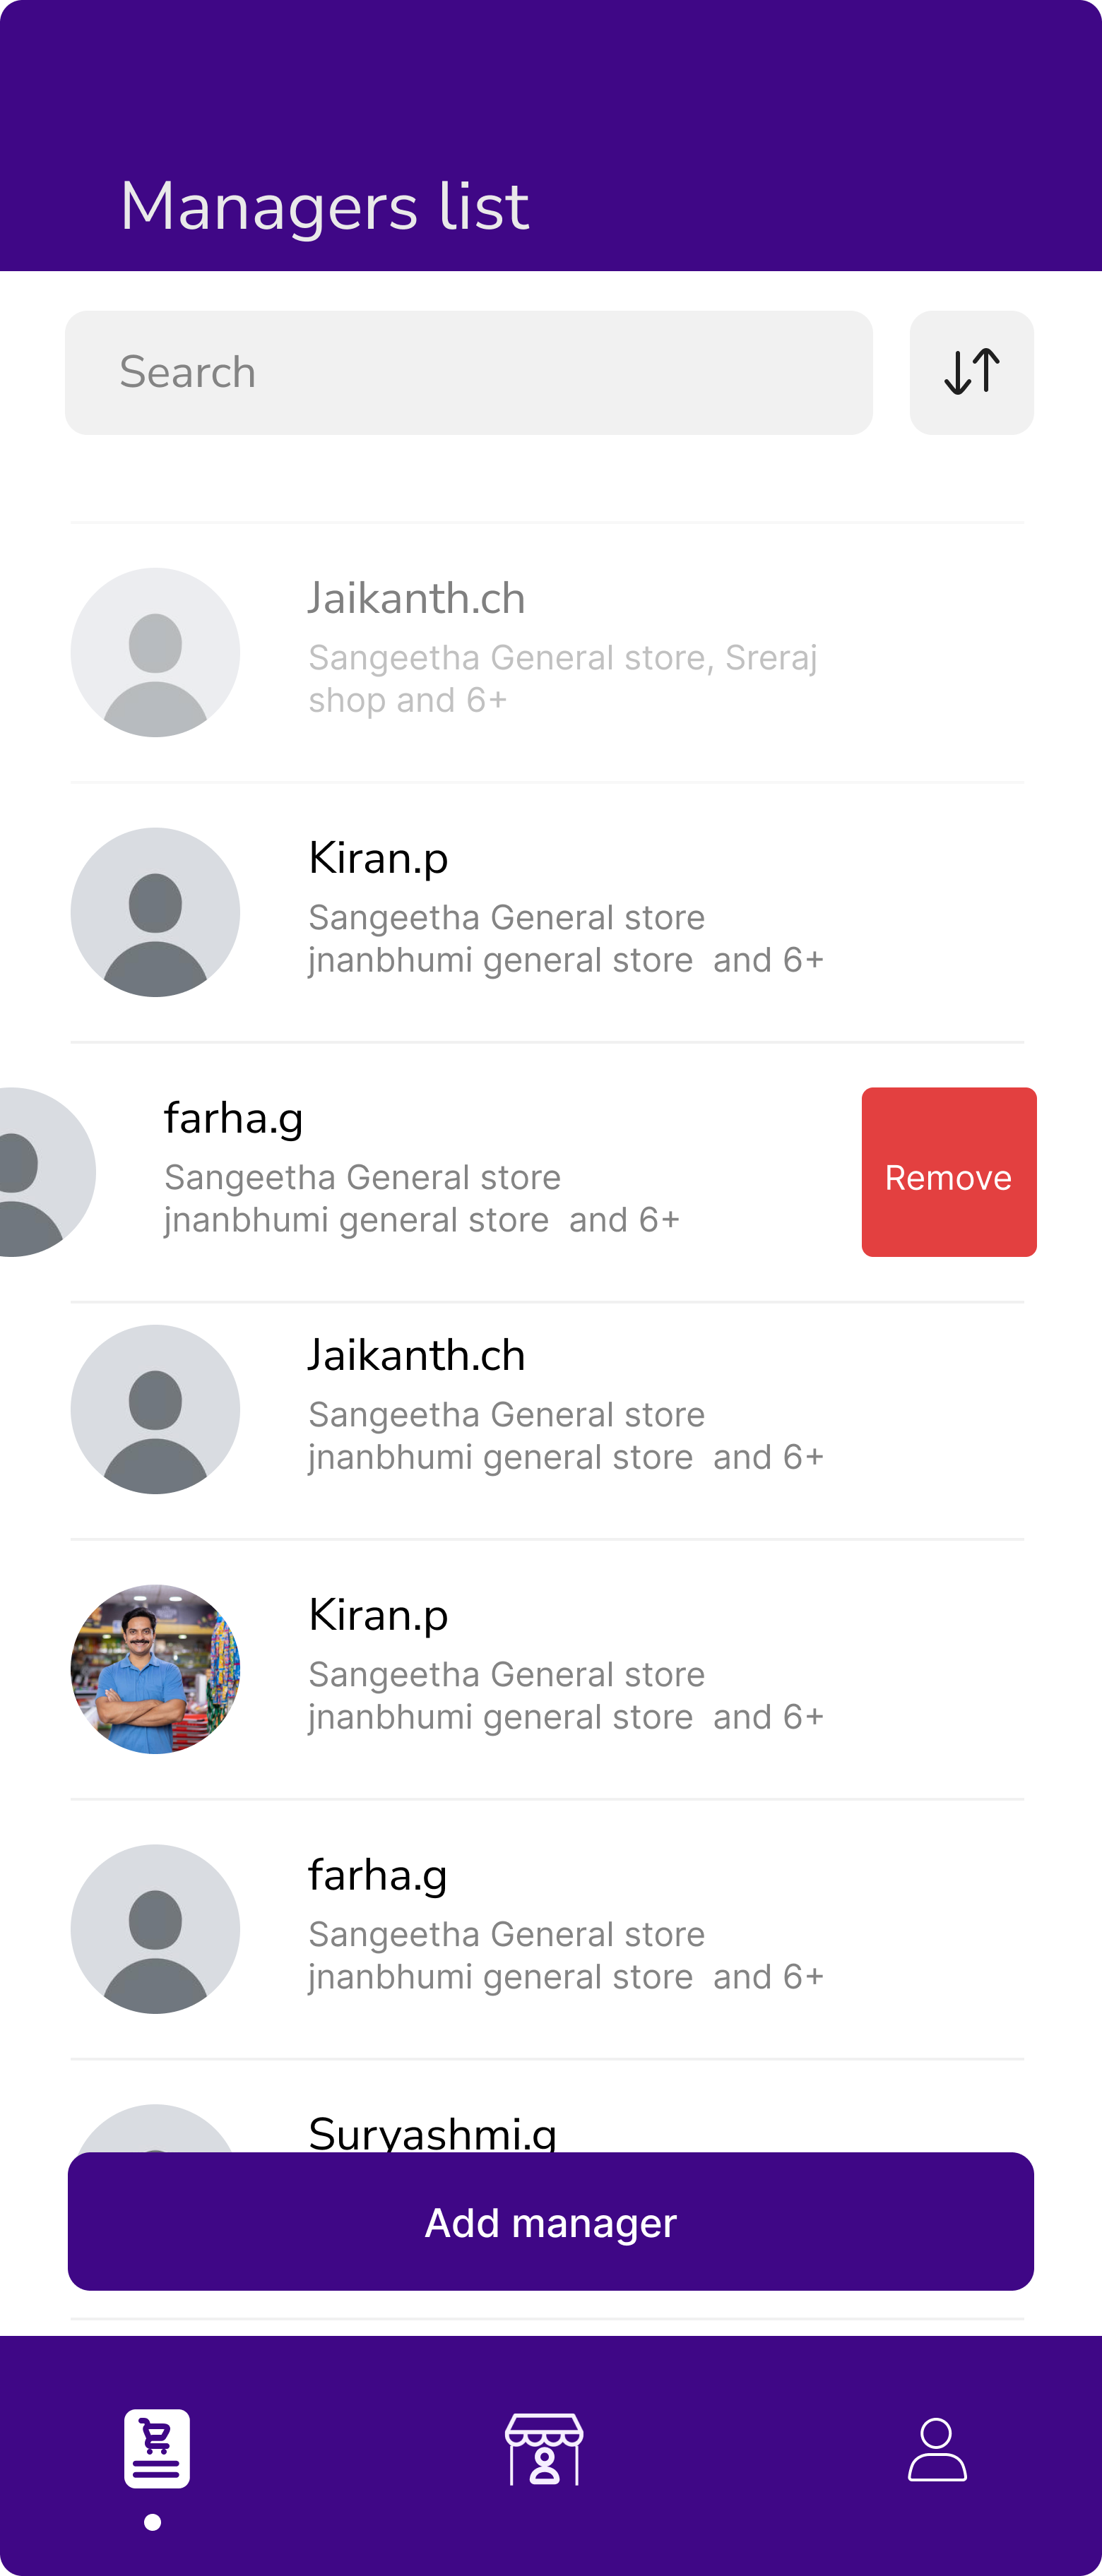 Managers list
Search
Jaikanth.ch
Sangeetha General store, Sreraj
shop and 6+
Kiran.p
Sangeetha General store
jnanbhumi general store  and 6+
farha.g
Sangeetha General store
jnanbhumi general store  and 6+
Remove
Jaikanth.ch
Sangeetha General store
jnanbhumi general store  and 6+
Kiran.p
Sangeetha General store
jnanbhumi general store  and 6+
farha.g
Sangeetha General store
jnanbhumi general store  and 6+
Suryashmi.g
Add manager